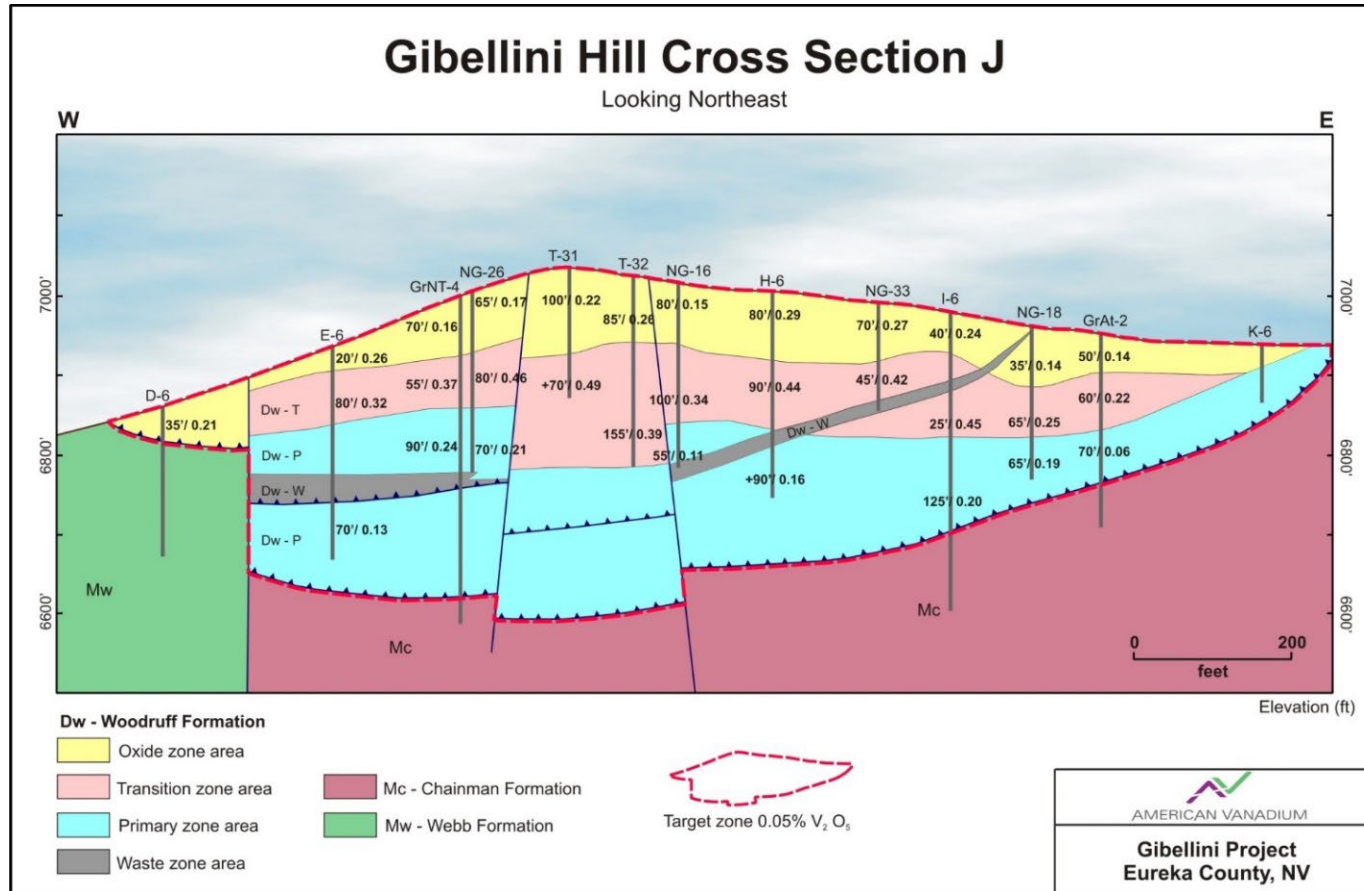 Gibellini Hill Cross Section J
Looking Northeast
W
E
T-31
T-32
NG-26
NG-16
GrNT-4
H-6
NG-33
I-6
NG-18
GrAt-2
K-6
E-6
D-6
7000'
7000'
6800'
6800'
6600'
6600'
65'/ 0.17
100'/ 0.22
80'/ 0.15
85'/ 0.26
80'/ 0.29
70'/ 0.27
40'/ 0.24
70'/ 0.16
20'/ 0.26
35'/ 0.14
50'/ 0.14
55'/ 0.37
80'/ 0.46
+70'/ 0.49
90'/ 0.44
45'/ 0.42
Dw - T
80'/ 0.32
100'/ 0.34
60'/ 0.22
35'/ 0.21
25'/ 0.45
65'/ 0.25
Dw - W
Dw - P
90'/ 0.24
70'/ 0.21
155'/ 0.39
55'/ 0.11
65'/ 0.19
70'/ 0.06
+90'/ 0.16
Dw - W
125'/ 0.20
Dw - P
70'/ 0.13
Mw
Mc
Mc
0
200
feet
Elevation (ft)
Dw - Woodruff Formation
Oxide zone area
Transition zone area
Primary zone area
Waste zone area
Mc - Chainman Formation
Mw - Webb Formation
Target zone 0.05% V₂ O₅
AMERICAN VANADIUM
Gibellini Project
Eureka County, NV